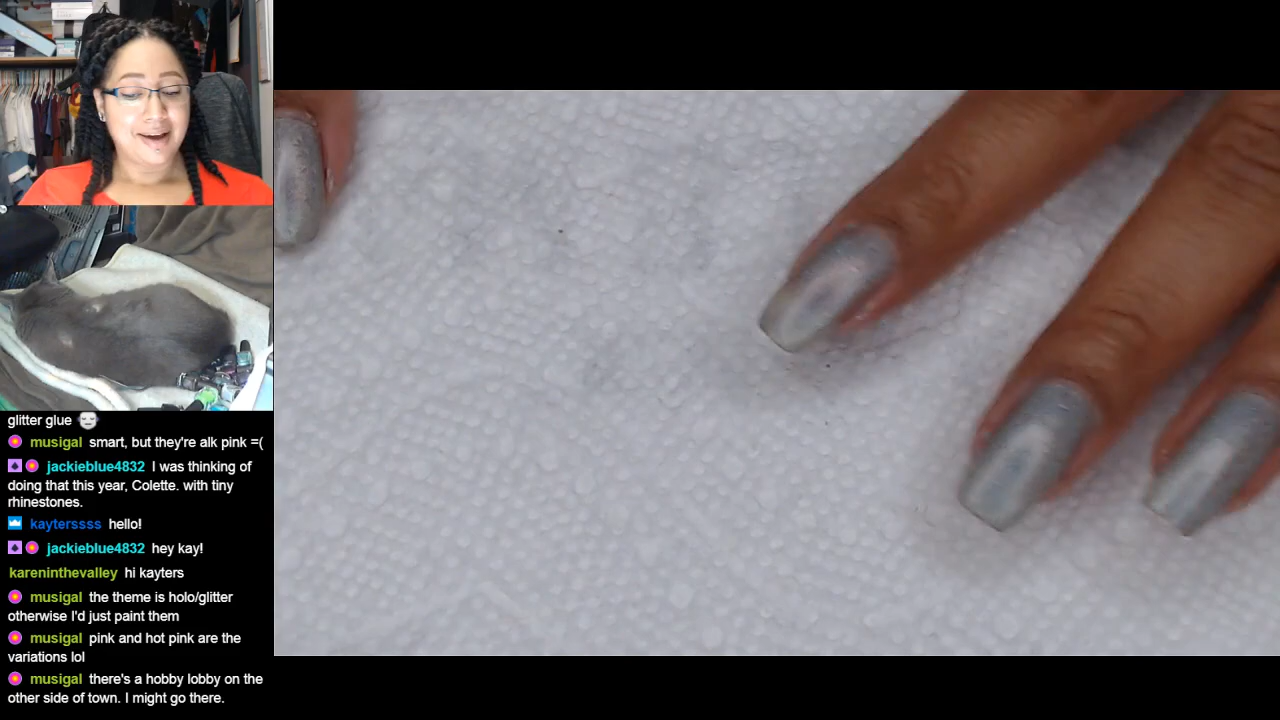 glitter glue
musigal smart, but they're alk pink =(
jackieblue4832 I was thinking of
doing that this year, Colette. with tiny
rhinestones.
kayterssss hello!
jackieblue4832 hey kay!
kareninthevalley hi kayters
musigal the theme is holo/glitter
otherwise I'd just paint them
musigal pink and hot pink are the
variations lol
musigal there's a hobby lobby on the
other side of town. I might go there.